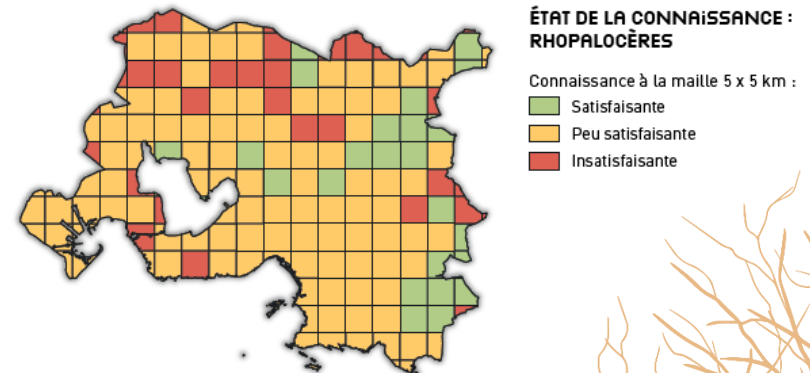 ÉTAT DE LA CONNAiSSANCE :
RHOPALOCÈRES
Connaissance à la maille 5 x 5 km :
Satisfaisante
Peu satisfaisante
Insatisfaisante